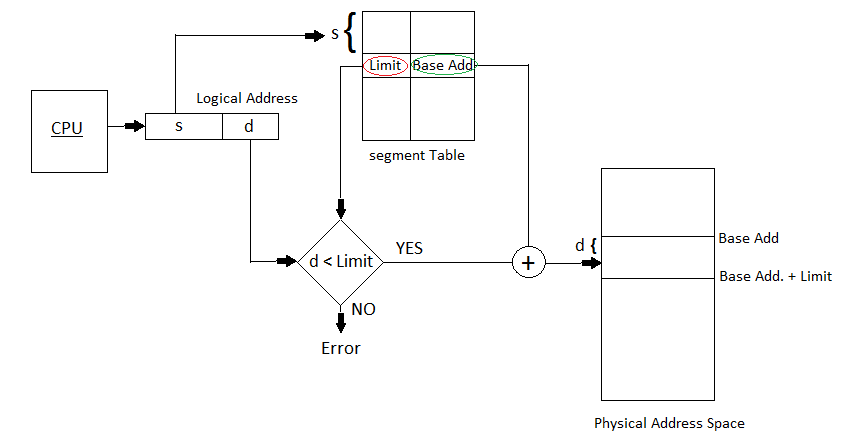 s {
Limit Base Add
Logical Address
CPU
s d
segment Table
d {
Base Add
YES
d < Limit
+
Base Add. + Limit
NO
Error
Physical Address Space